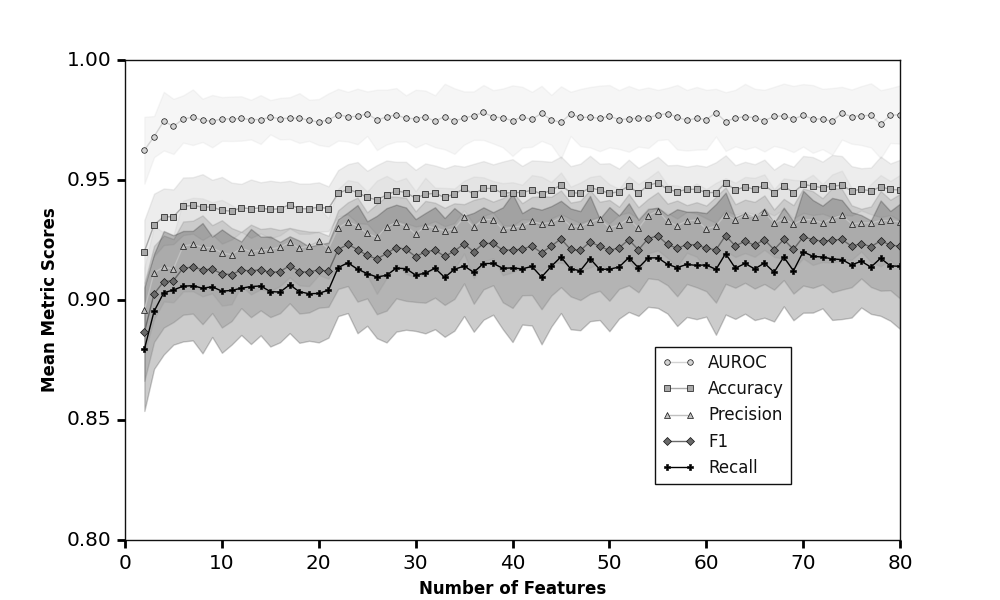 1.00
0.95
0.90
0.85
0.80
Mean Metric Scores
0 10 20 30 40 50 60 70 80
Number of Features
AUROC
Accuracy
Precision
F1
Recall